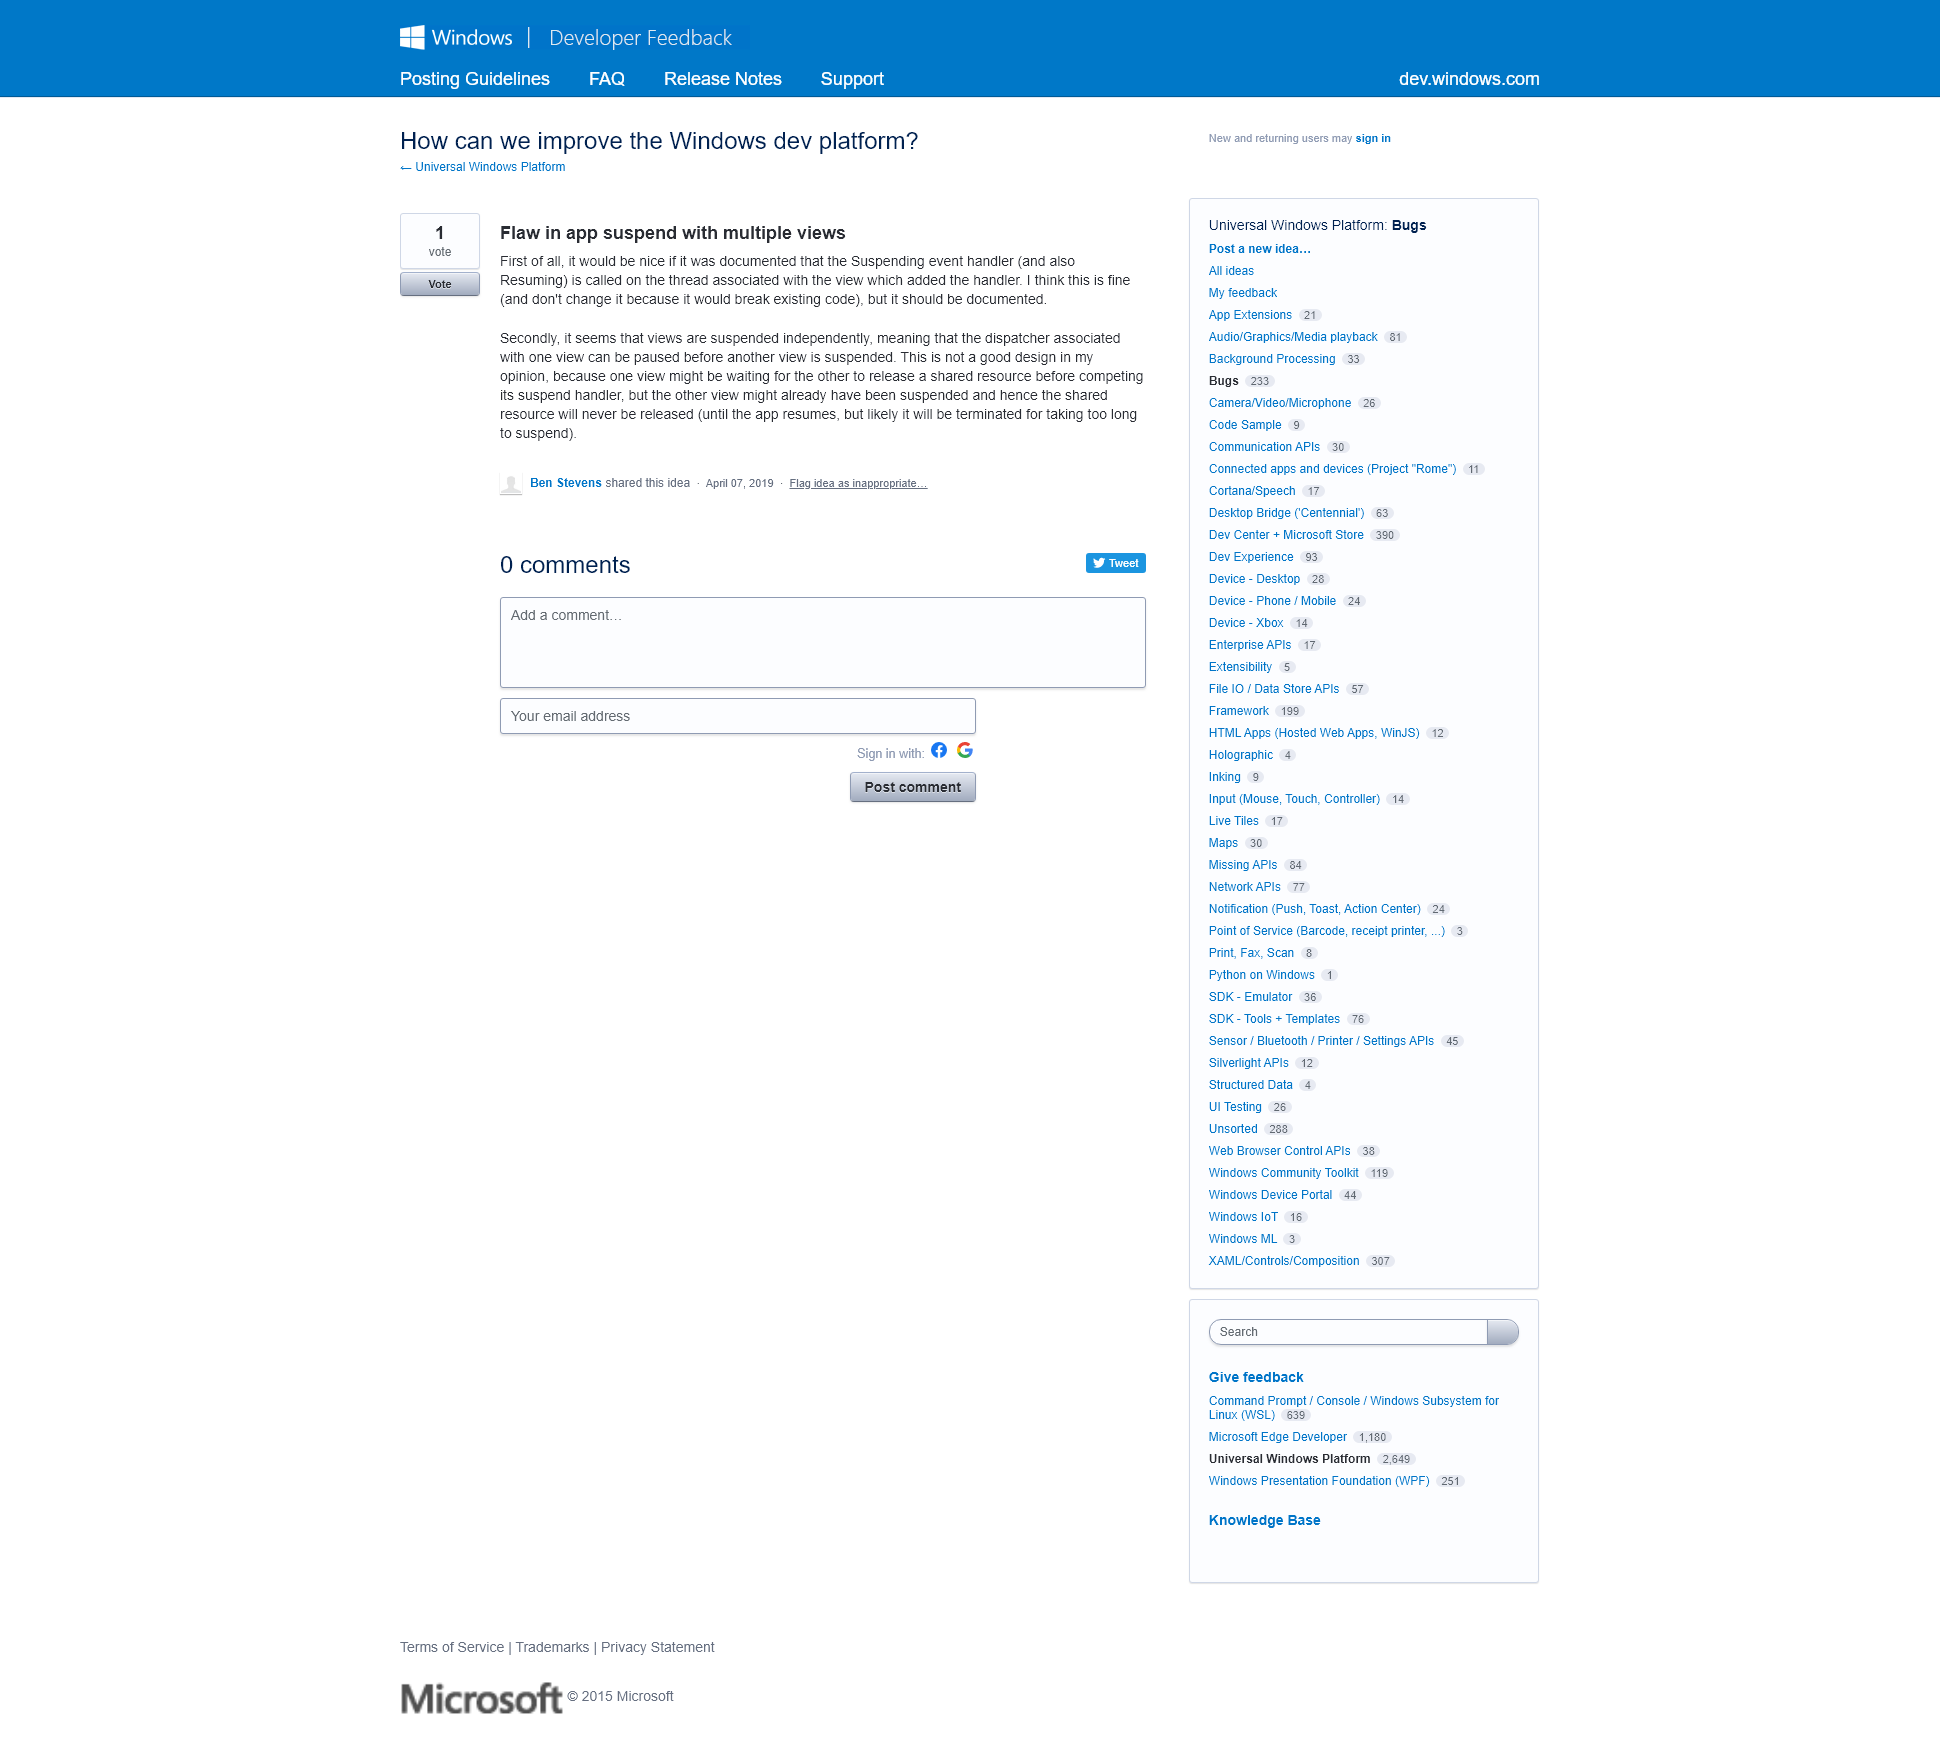 Windows | Developer Feedback
Posting Guidelines FAQ Release Notes Support dev.windows.com
How can we improve the Windows dev platform?
← Universal Windows Platform
New and returning users may sign in
1
vote
Vote
Flaw in app suspend with multiple views
First of all, it would be nice if it was documented that the Suspending event handler (and also
Resuming) is called on the thread associated with the view which added the handler. I think this is fine
(and don't change it because it would break existing code), but it should be documented.
Secondly, it seems that views are suspended independently, meaning that the dispatcher associated
with one view can be paused before another view is suspended. This is not a good design in my
opinion, because one view might be waiting for the other to release a shared resource before competing
its suspend handler, but the other view might already have been suspended and hence the shared
resource will never be released (until the app resumes, but likely it will be terminated for taking too long
to suspend).
Ben Stevens shared this idea · April 07, 2019 · Flag idea as inappropriate…
0 comments
Tweet
Add a comment…
Your email address
Sign in with:
Post comment
Universal Windows Platform: Bugs
Post a new idea…
All ideas
My feedback
App Extensions 21
Audio/Graphics/Media playback 81
Background Processing 33
Bugs 233
Camera/Video/Microphone 26
Code Sample 9
Communication APIs 30
Connected apps and devices (Project "Rome") 11
Cortana/Speech 17
Desktop Bridge ('Centennial') 63
Dev Center + Microsoft Store 390
Dev Experience 93
Device - Desktop 28
Device - Phone / Mobile 24
Device - Xbox 14
Enterprise APIs 17
Extensibility 5
File IO / Data Store APIs 57
Framework 199
HTML Apps (Hosted Web Apps, WinJS) 12
Holographic 4
Inking 9
Input (Mouse, Touch, Controller) 14
Live Tiles 17
Maps 30
Missing APIs 84
Network APIs 77
Notification (Push, Toast, Action Center) 24
Point of Service (Barcode, receipt printer, ...) 3
Print, Fax, Scan 8
Python on Windows 1
SDK - Emulator 36
SDK - Tools + Templates 76
Sensor / Bluetooth / Printer / Settings APIs 45
Silverlight APIs 12
Structured Data 4
UI Testing 26
Unsorted 288
Web Browser Control APIs 38
Windows Community Toolkit 119
Windows Device Portal 44
Windows IoT 16
Windows ML 3
XAML/Controls/Composition 307
Search
Give feedback
Command Prompt / Console / Windows Subsystem for
Linux (WSL) 639
Microsoft Edge Developer 1,180
Universal Windows Platform 2,649
Windows Presentation Foundation (WPF) 251
Knowledge Base
Terms of Service | Trademarks | Privacy Statement
Microsoft © 2015 Microsoft